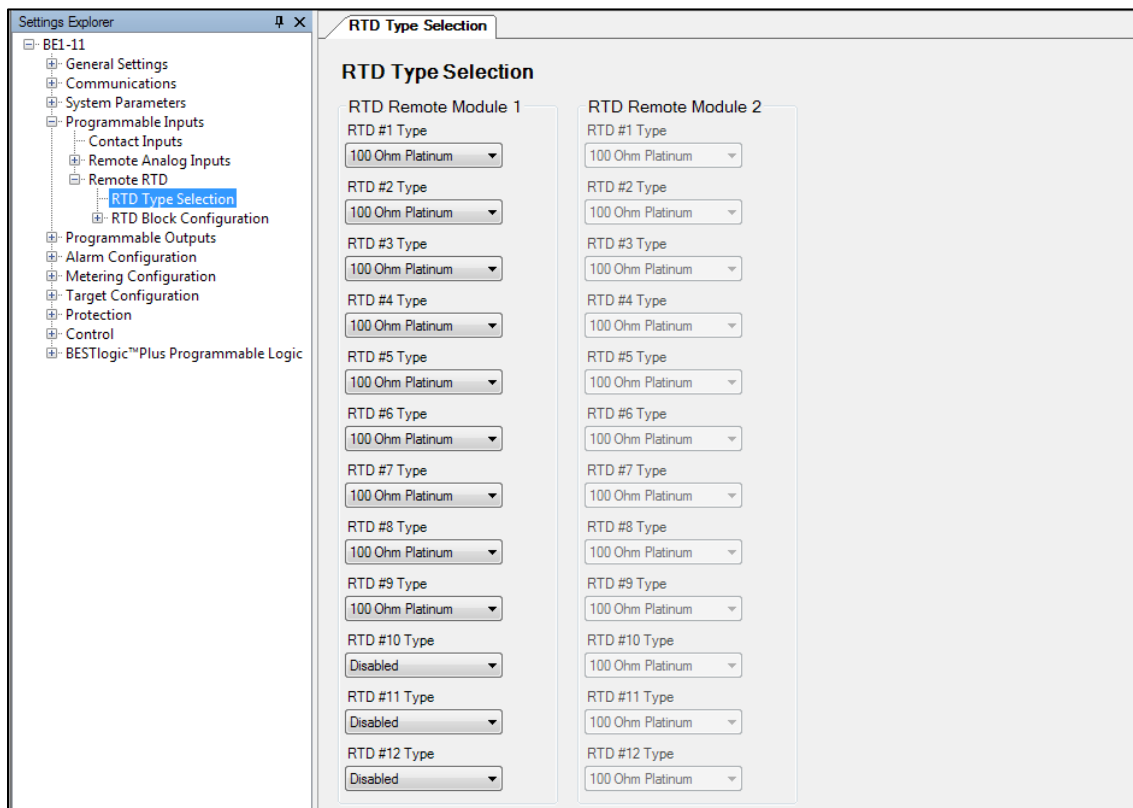 Settings Explorer
BE1-11
General Settings
Communications
System Parameters
Programmable Inputs
Contact Inputs
Remote Analog Inputs
Remote RTD
RTD Type Selection
RTD Block Configuration
Programmable Outputs
Alarm Configuration
Metering Configuration
Target Configuration
Protection
Control
BESTlogic™Plus Programmable Logic
RTD Type Selection
RTD Type Selection
RTD Remote Module 1
RTD #1 Type
100 Ohm Platinum
RTD #2 Type
100 Ohm Platinum
RTD #3 Type
100 Ohm Platinum
RTD #4 Type
100 Ohm Platinum
RTD #5 Type
100 Ohm Platinum
RTD #6 Type
100 Ohm Platinum
RTD #7 Type
100 Ohm Platinum
RTD #8 Type
100 Ohm Platinum
RTD #9 Type
100 Ohm Platinum
RTD #10 Type
Disabled
RTD #11 Type
Disabled
RTD #12 Type
Disabled
RTD Remote Module 2
RTD #1 Type
100 Ohm Platinum
RTD #2 Type
100 Ohm Platinum
RTD #3 Type
100 Ohm Platinum
RTD #4 Type
100 Ohm Platinum
RTD #5 Type
100 Ohm Platinum
RTD #6 Type
100 Ohm Platinum
RTD #7 Type
100 Ohm Platinum
RTD #8 Type
100 Ohm Platinum
RTD #9 Type
100 Ohm Platinum
RTD #10 Type
100 Ohm Platinum
RTD #11 Type
100 Ohm Platinum
RTD #12 Type
100 Ohm Platinum